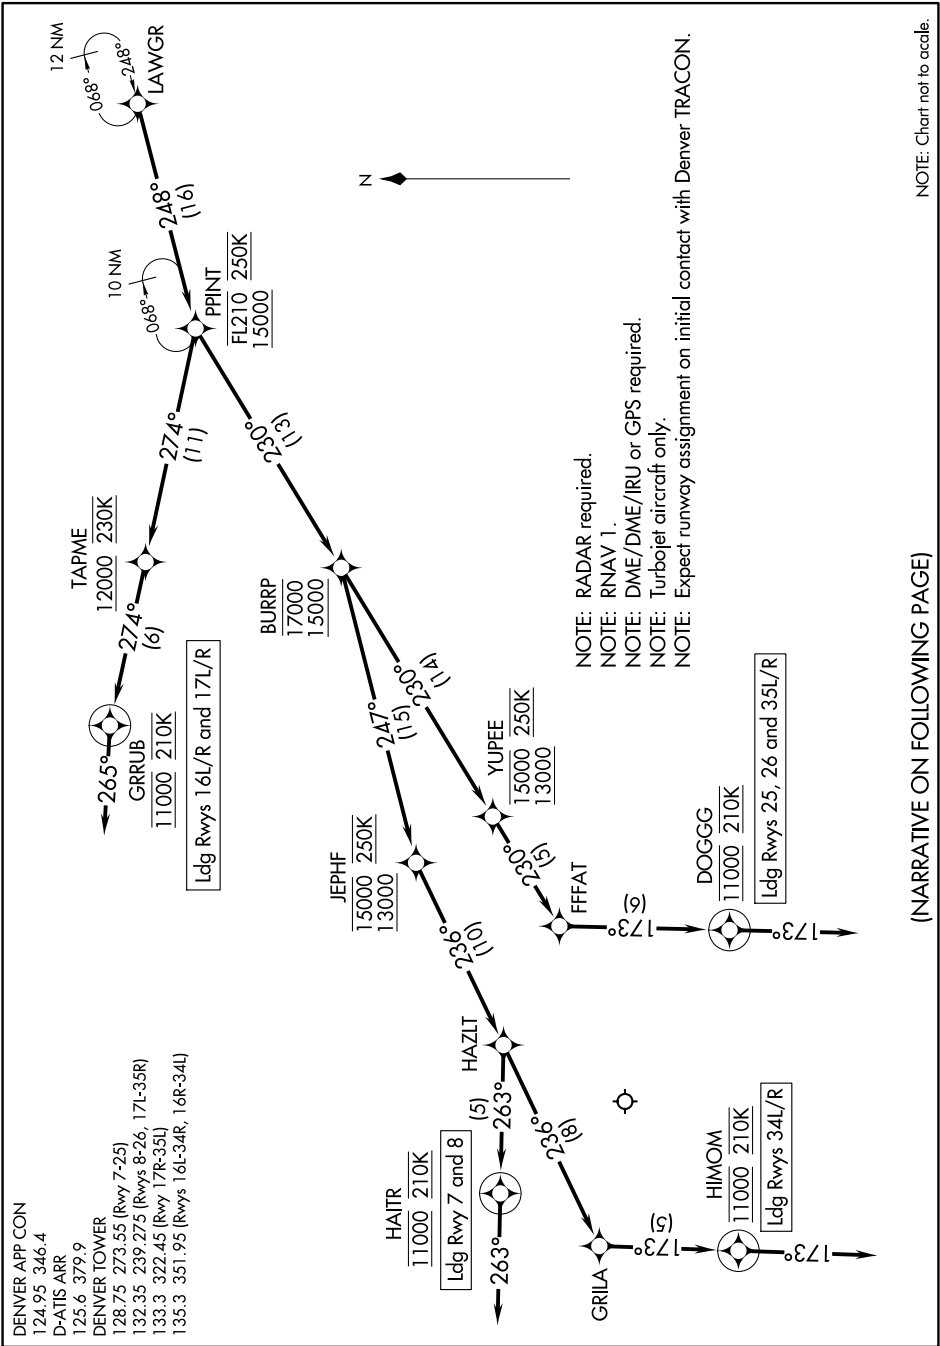 DENVER APP CON
124.95 346.4
D-ATIS ARR
125.6 379.9
DENVER TOWER
128.75 273.55 (Rwy 7-25)
132.35 239.275 (Rwys 8-26, 17L-35R)
133.3 322.45 (Rwy 17R-35L)
135.3 351.95 (Rwys 16L-34R, 16R-34L)
12 NM
068°
248°
LAWGR
248°
(16)
10 NM
068°
PPINT
FL210 250K
15000
274°
(11)
TAPME
12000 230K
274°
(6)
GRRUB
11000 210K
265°
Ldg Rwys 16L/R and 17L/R
230°
(13)
BURRP
17000
15000
247°
(15)
JEPHF
15000 250K
13000
236°
(10)
HAZLT
(5)
263°
HAITR
11000 210K
Ldg Rwy 7 and 8
263°
236°
(8)
GRILA
173°
(5)
HIMOM
11000 210K
Ldg Rwys 34L/R
173°
230°
(14)
YUPEE
15000 250K
13000
230°
(5)
FFFAT
173°
(6)
DOGGG
11000 210K
Ldg Rwys 25, 26 and 35L/R
173°
N
NOTE: RADAR required.
NOTE: RNAV 1.
NOTE: DME/DME/IRU or GPS required.
NOTE: Turbojet aircraft only.
NOTE: Expect runway assignment on initial contact with Denver TRACON.
(NARRATIVE ON FOLLOWING PAGE)
NOTE: Chart not to acale.